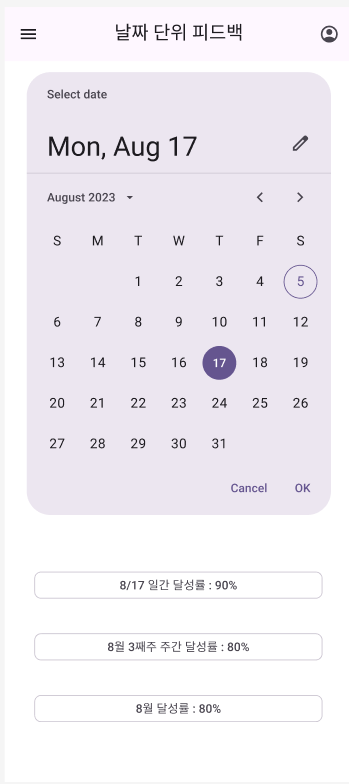 날짜 단위 피드백
Select date
Mon, Aug 17
August 2023
S M T W T F S
1 2 3 4 5
6 7 8 9 10 11 12
13 14 15 16 17 18 19
20 21 22 23 24 25 26
27 28 29 30 31
Cancel OK
8/17 일간 달성률 : 90%
8월 3째주 주간 달성률 : 80%
8월 달성률 : 80%